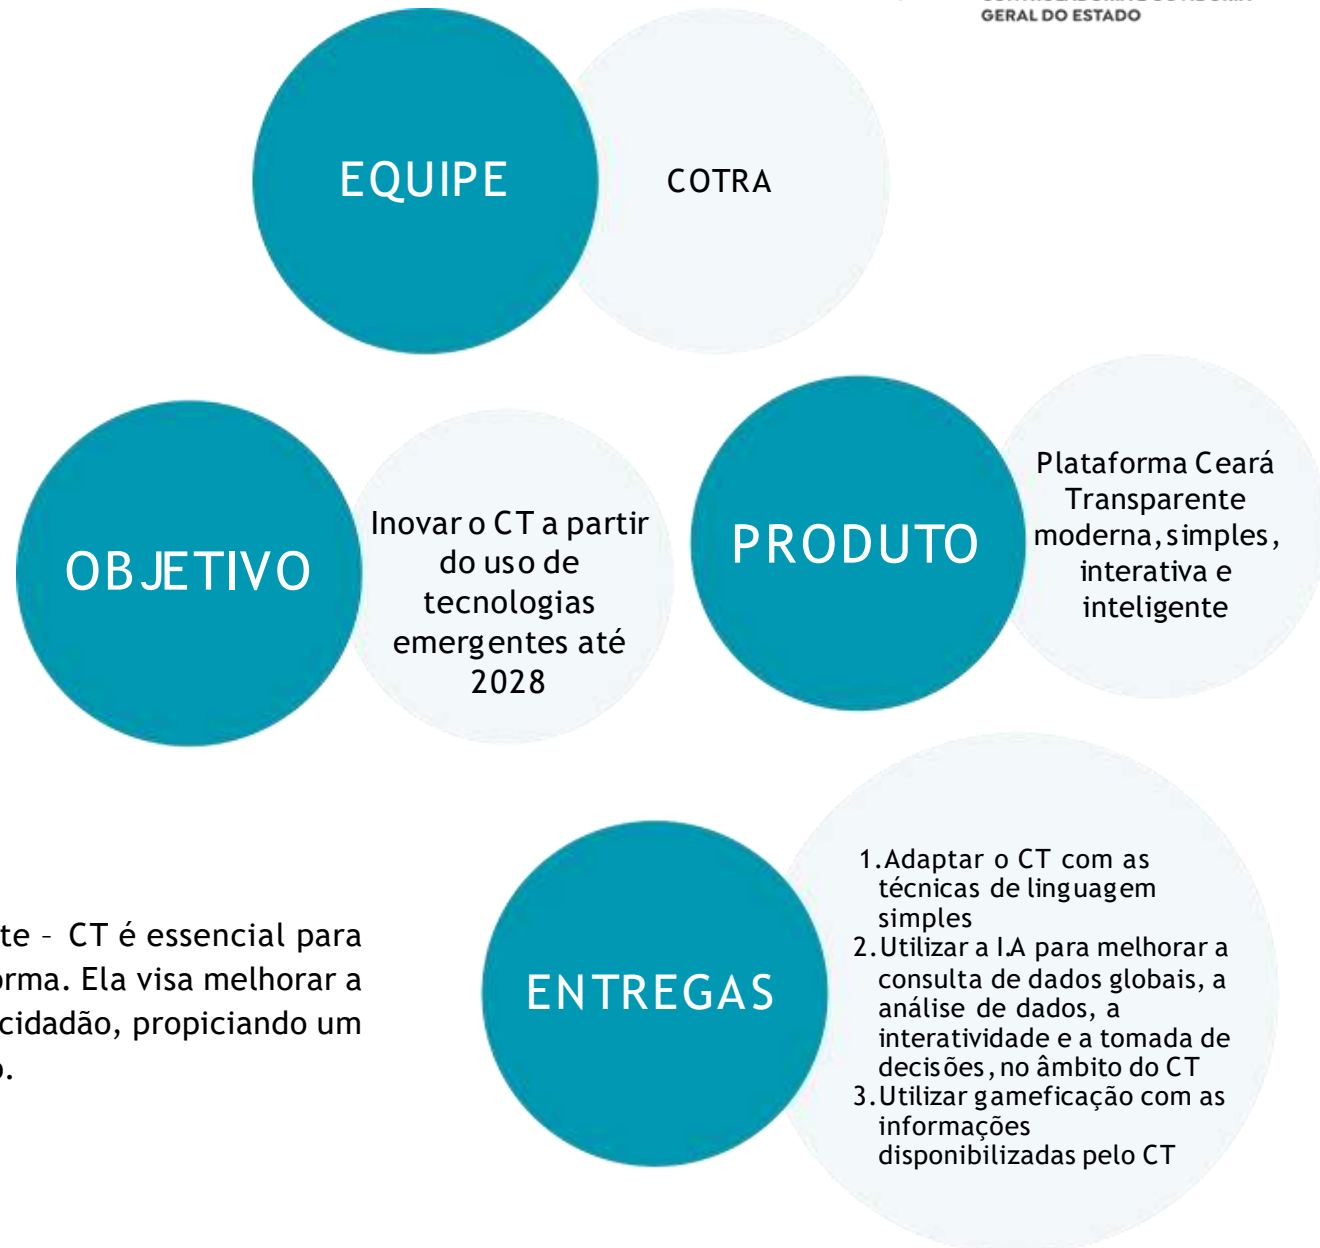 GERAL DO ESTADO
EQUIPE
COTRA
OBJETIVO
Inovar o CT a partir
do uso de
tecnologias
emergentes até
2028
PRODUTO
Plataforma Ceará
Transparente
moderna, simples,
interativa e
inteligente
te – CT é essencial para
orma. Ela visa melhorar a
cidadão, propiciando um
o.
ENTREGAS
1.Adaptar o CT com as
técnicas de linguagem
simples
2.Utilizar a I.A para melhorar a
consulta de dados globais, a
análise de dados, a
interatividade e a tomada de
decisões, no âmbito do CT
3.Utilizar gameficação com as
informações
disponibilizadas pelo CT